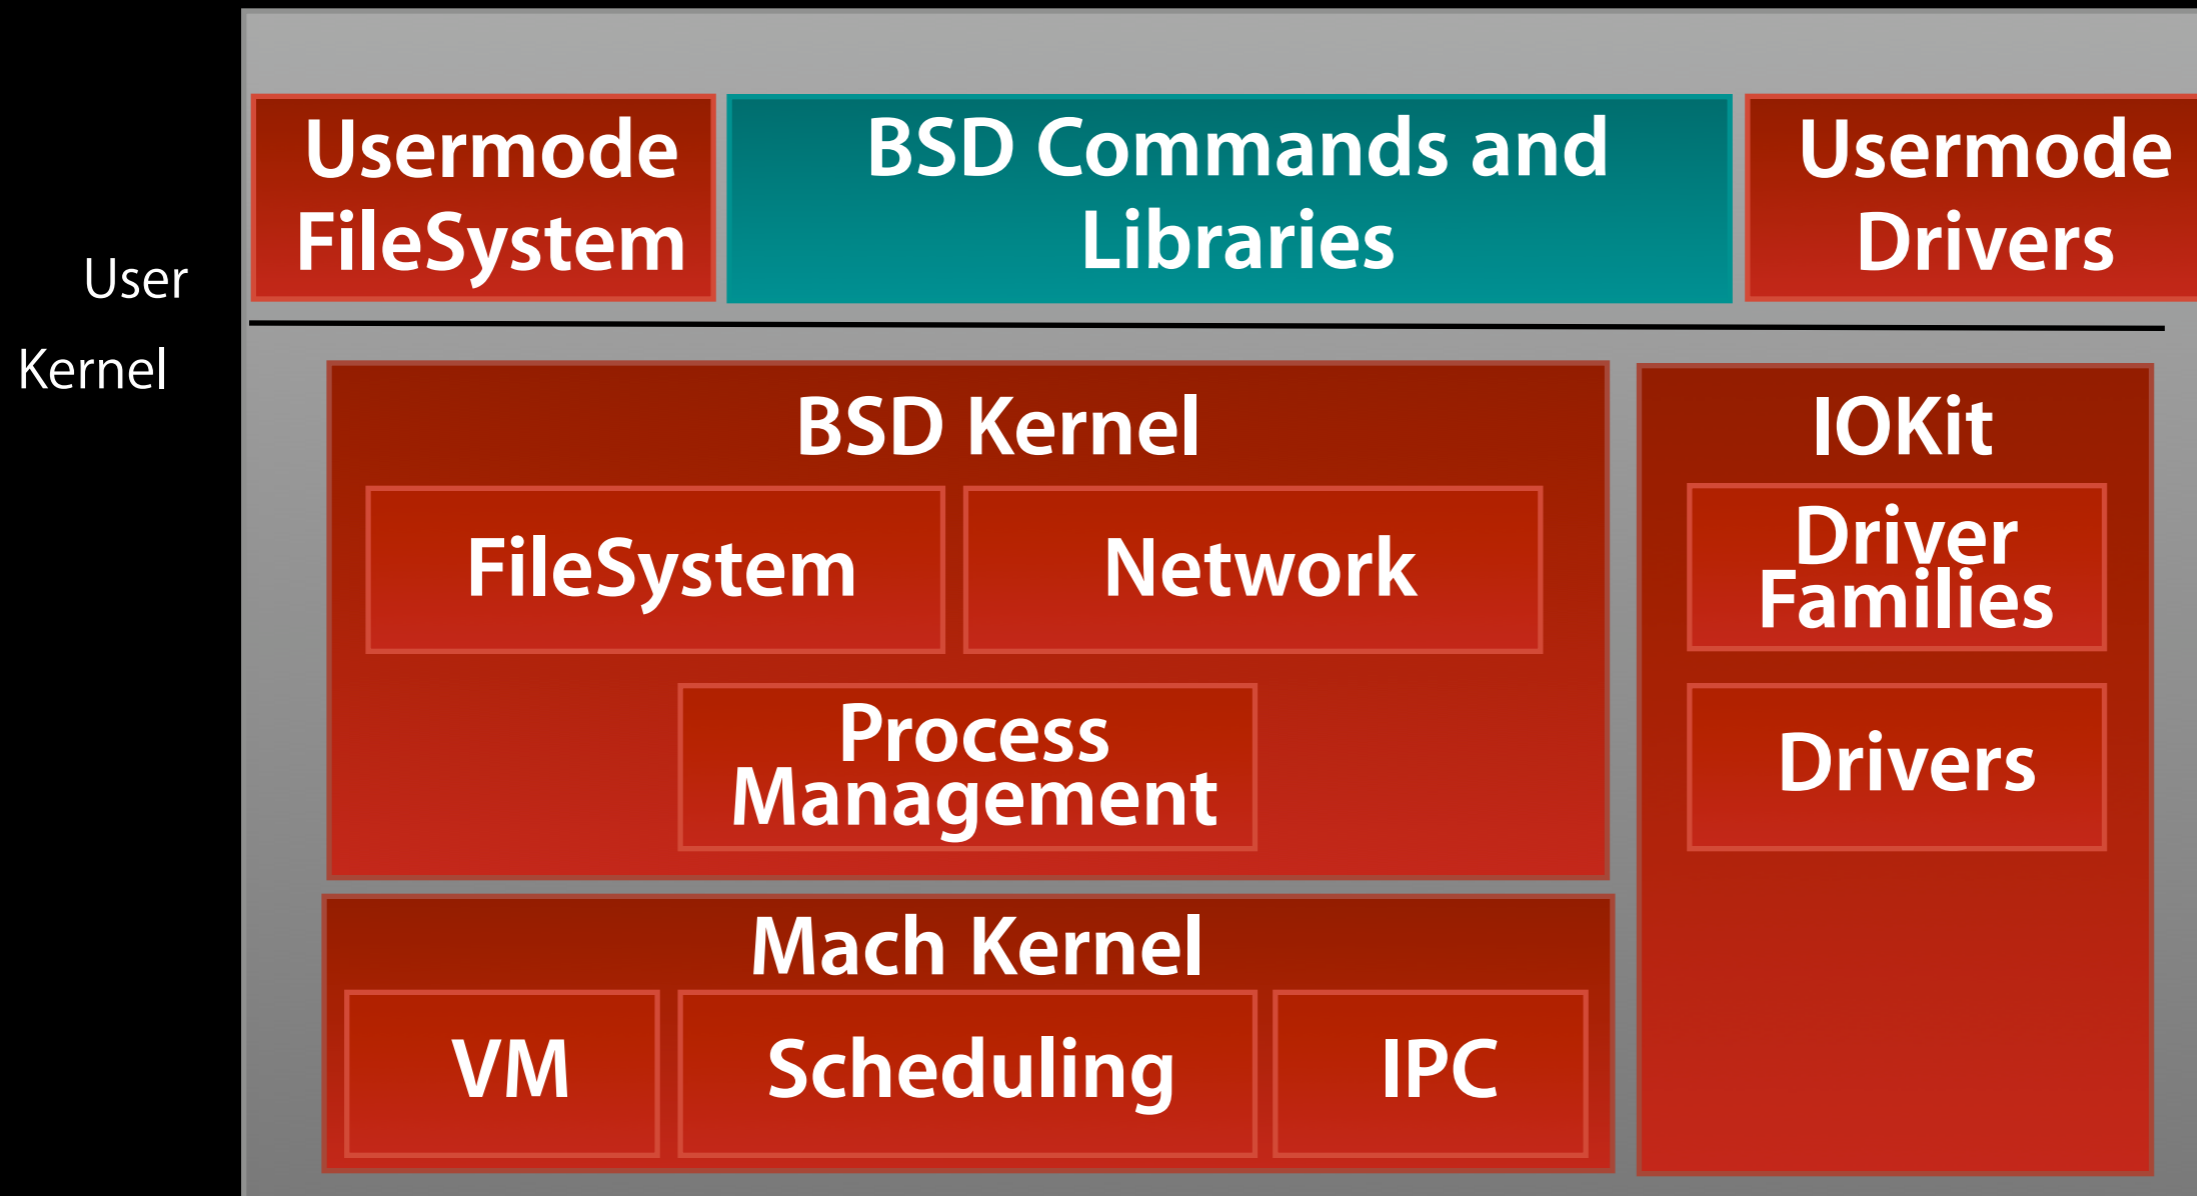 Usermode
FileSystem
BSD Commands and
Libraries
Usermode
Drivers
User
Kernel
BSD Kernel
FileSystem
Network
Process
Management
IOKit
Driver
Families
Drivers
Mach Kernel
VM
Scheduling
IPC